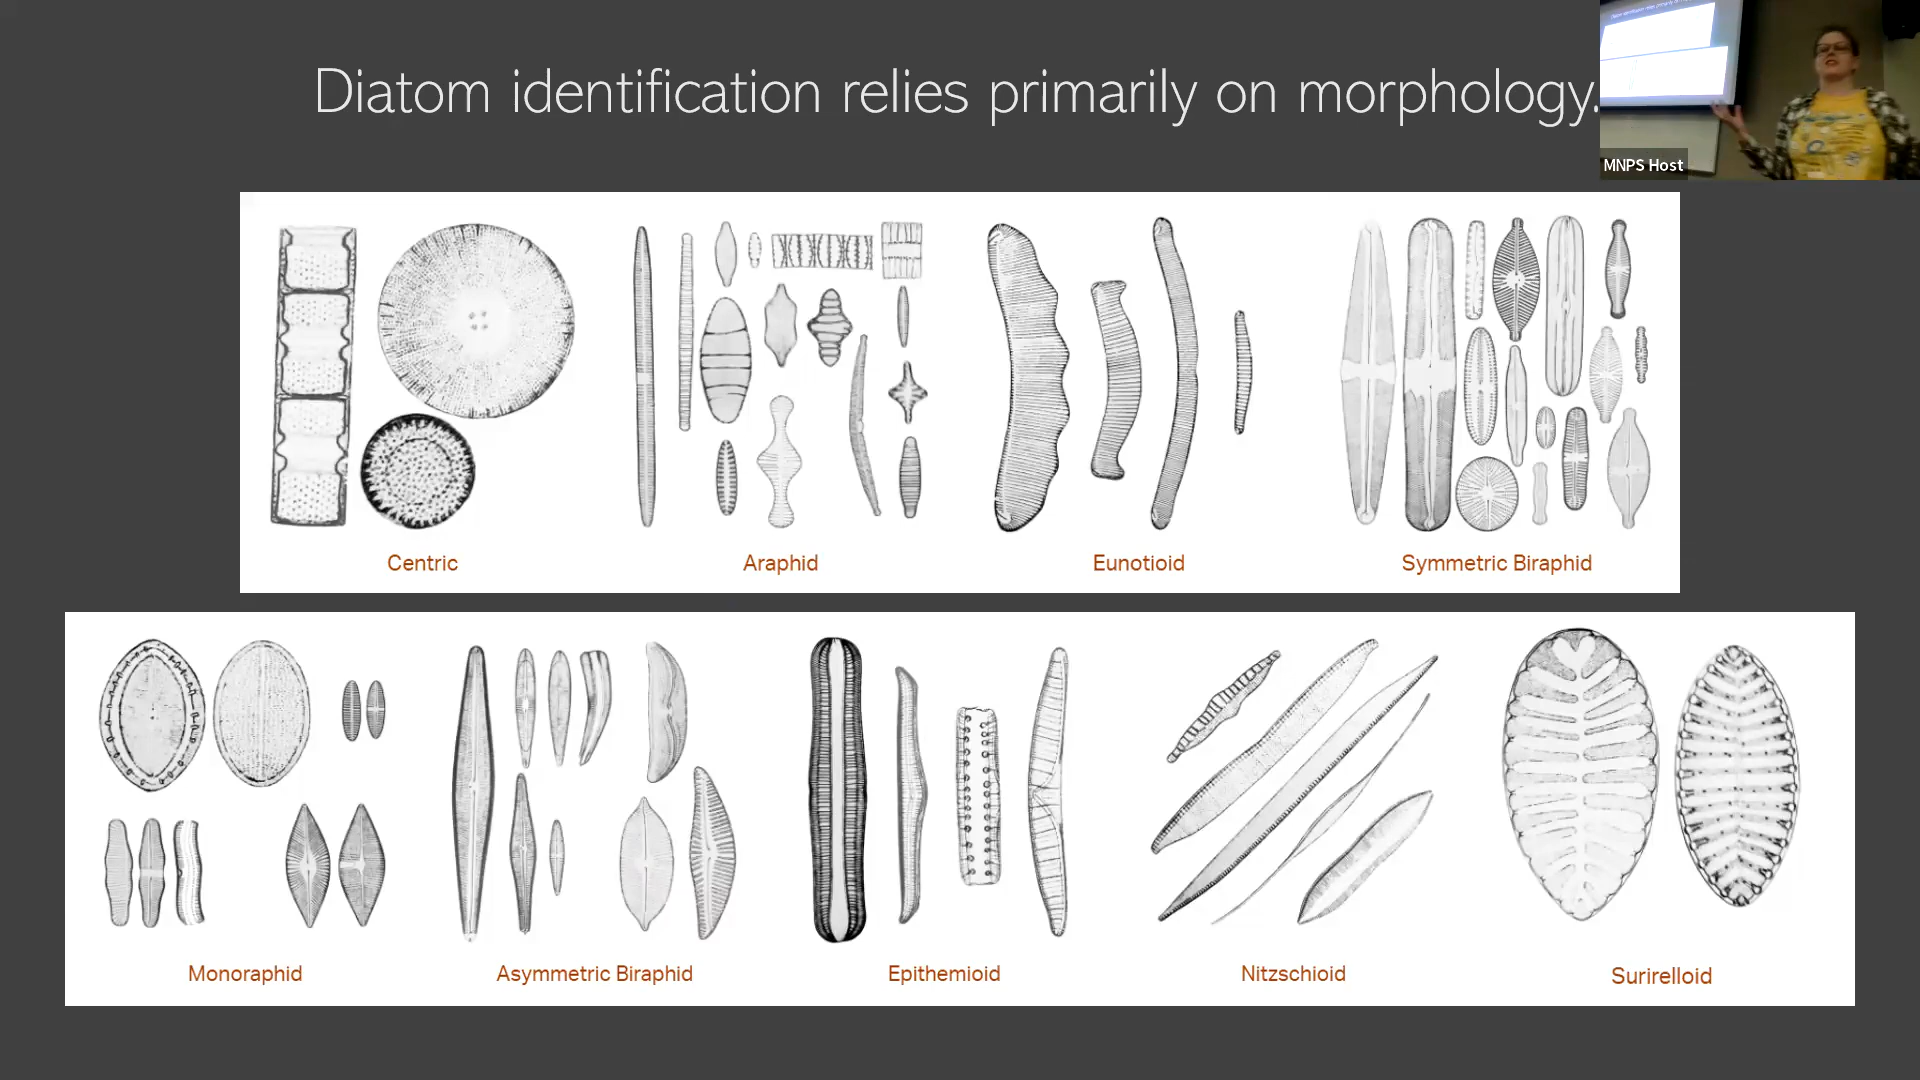 Diatom identification relies primarily on morphology.
MNPS Host
Centric
Araphid
Eunotioid
Symmetric Biraphid
Monoraphid
Asymmetric Biraphid
Epithemioid
Nitzschioid
Surirelloid